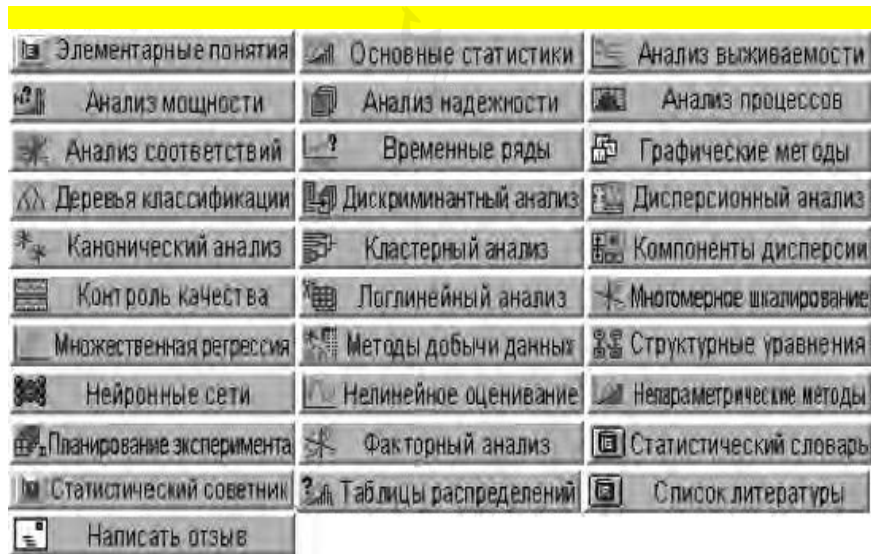 Элементарные понятия
Основные статистики
Анализ выживаемости
Анализ мощности
Анализ надежности
Анализ процессов
Анализ соответствий
Временные ряды
Графические методы
Деревья классификации
Дискриминантный анализ
Дисперсионный анализ
Канонический анализ
Кластерный анализ
Компоненты дисперсии
Контроль качества
Логлинейный анализ
Многомерное шкалирование
Множественная регрессия
Методы добычи данных
Структурные уравнения
Нейронные сети
Нелинейное оценивание
Непараметрические методы
Планирование эксперимента
Факторный анализ
Статистический словарь
Статистический советник
Таблицы распределений
Список литературы
Написать отзыв